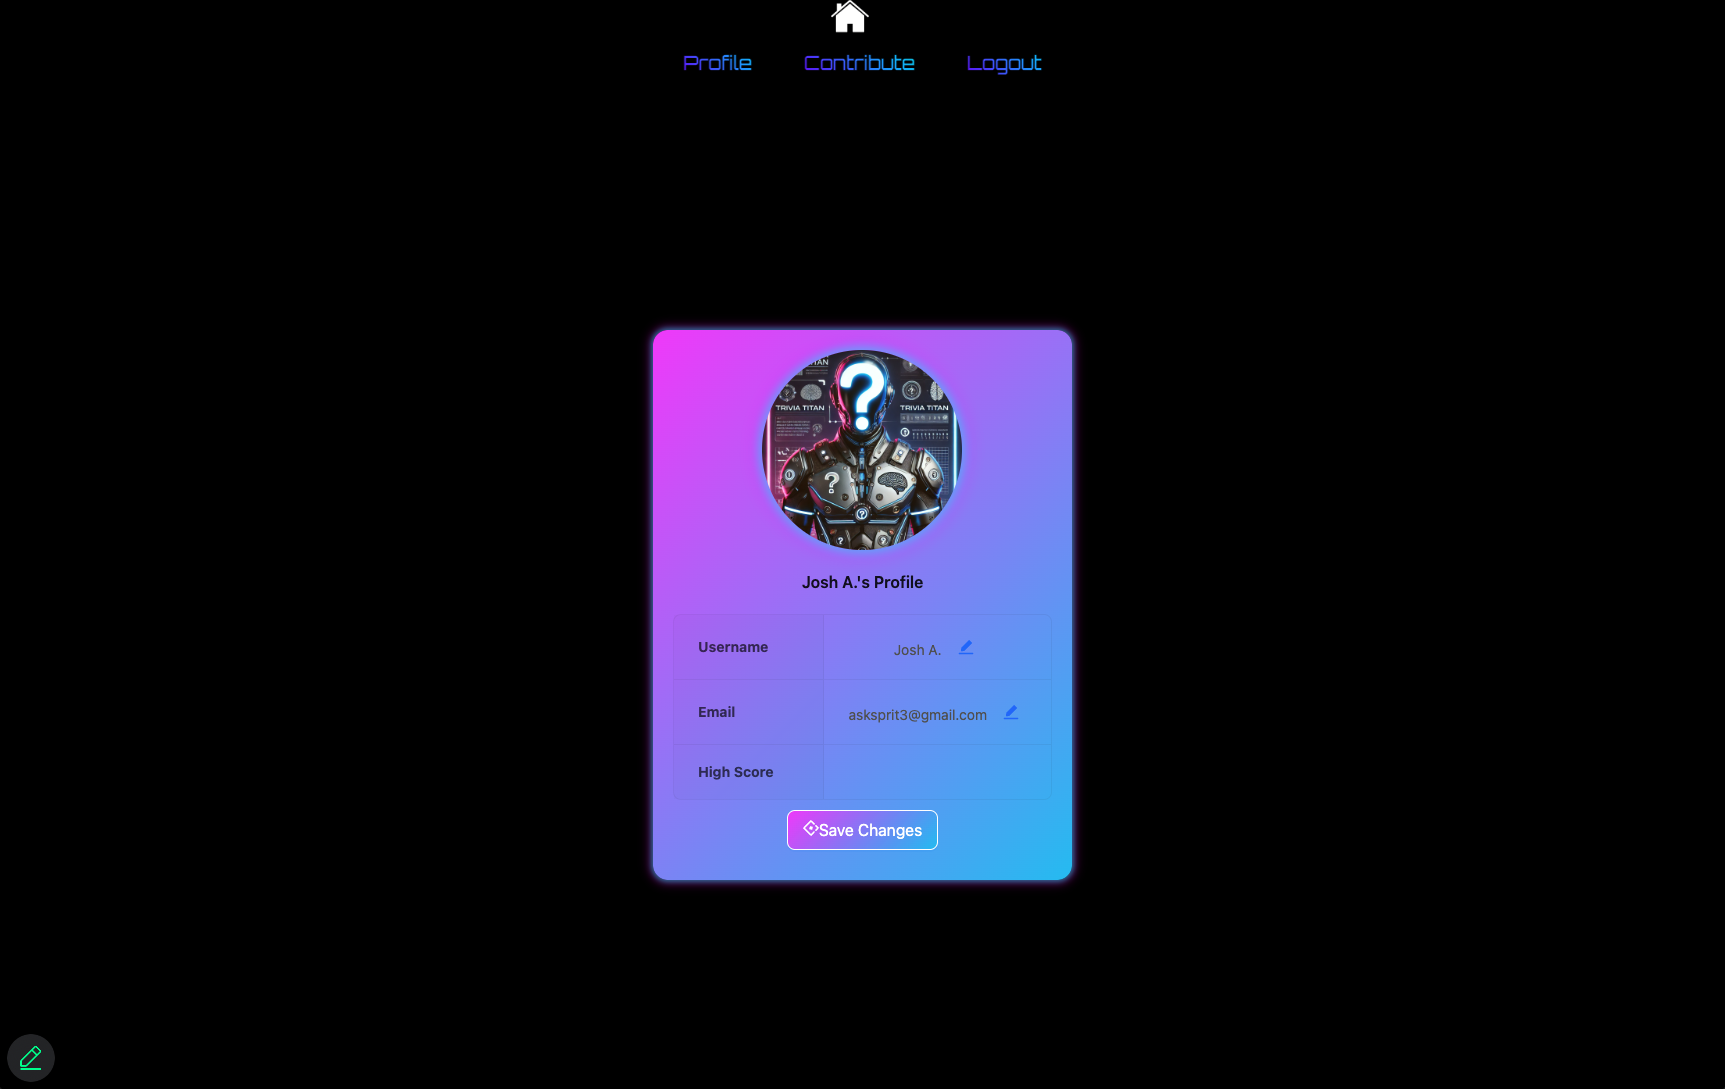 Profile Contribute Logout
?
TITAN
TRIVIA TITAN TRIVIA TITAN
?
?
? ?
Josh A.'s Profile
Username Josh A.
Email asksprit3@gmail.com
High Score
Save Changes